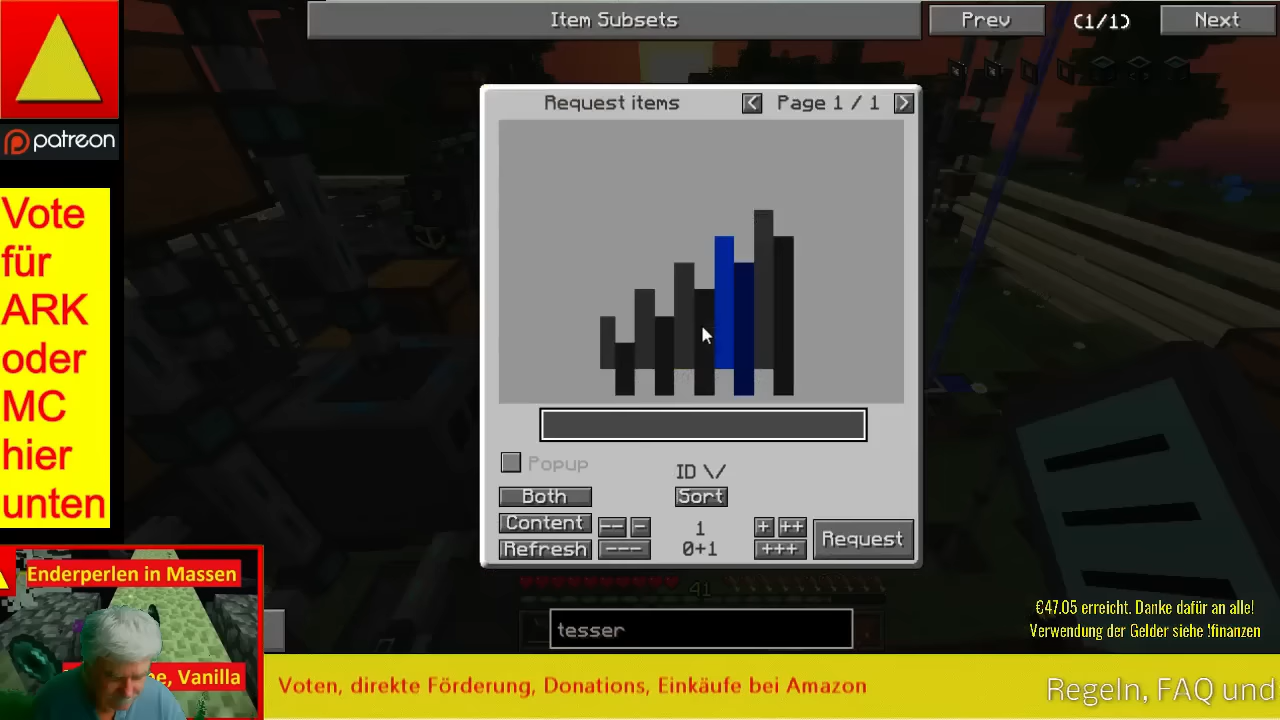 Item Subsets
Prev
(1/1)
Next
patreon
Vote
für
ARK
oder
MC
hier
unten
Request items
Page 1 / 1
Popup
ID \/
Both
Sort
Content
-- -
1
+ ++
Refresh
---
0+1
+++
Request
41
tesser
Enderperlen in Massen
e, Vanilla
€47.05 erreicht. Danke dafür an alle!
Verwendung der Gelder siehe !finanzen
Voten, direkte Förderung, Donations, Einkäufe bei Amazon
Regeln, FAQ und